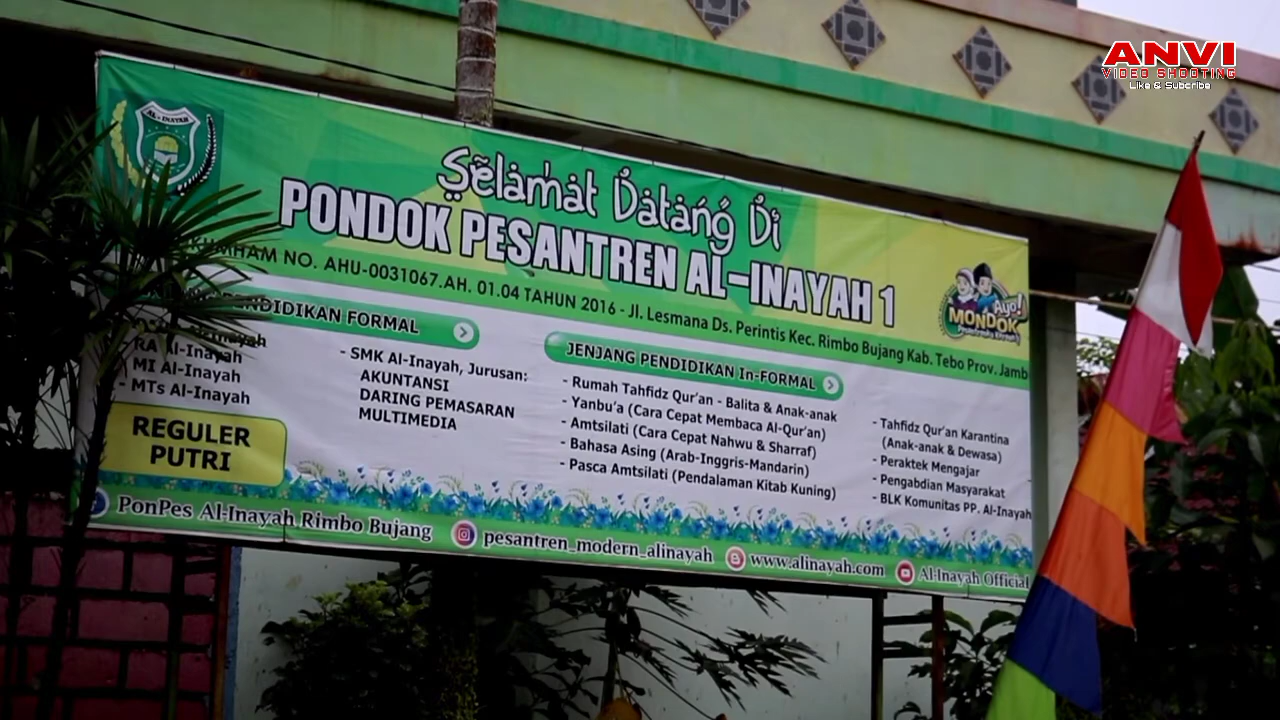 ANVI
VIDEO SHOOTING
Like & Subcribe
AL-INAYAH
Selamat Datang Di
PONDOK PESANTREN AL-INAYAH 1
KUMHAM NO. AHU-0031067.AH. 01.04 TAHUN 2016 - Jl. Lesmana Ds. Perintis Kec. Rimbo Bujang Kab. Tebo Prov. Jamb
Ayo!
MONDOK
PENDIDIKAN FORMAL
- RA Al-Inayah
- MI Al-Inayah
- MTs Al-Inayah
- SMK Al-Inayah, Jurusan:
AKUNTANSI
DARING PEMASARAN
MULTIMEDIA
REGULER
PUTRI
JENJANG PENDIDIKAN In-FORMAL
- Rumah Tahfidz Qur'an - Balita & Anak-anak
- Yanbu'a (Cara Cepat Membaca Al-Qur'an)
- Amtsilati (Cara Cepat Nahwu & Sharraf)
- Bahasa Asing (Arab-Inggris-Mandarin)
- Pasca Amtsilati (Pendalaman Kitab Kuning)
- Tahfidz Qur'an Karantina
(Anak-anak & Dewasa)
- Peraktek Mengajar
- Pengabdian Masyarakat
- BLK Komunitas PP. Al-Inayah
PonPes Al-Inayah Rimbo Bujang
pesantren_modern_alinayah
www.alinayah.com
Al-Inayah Official